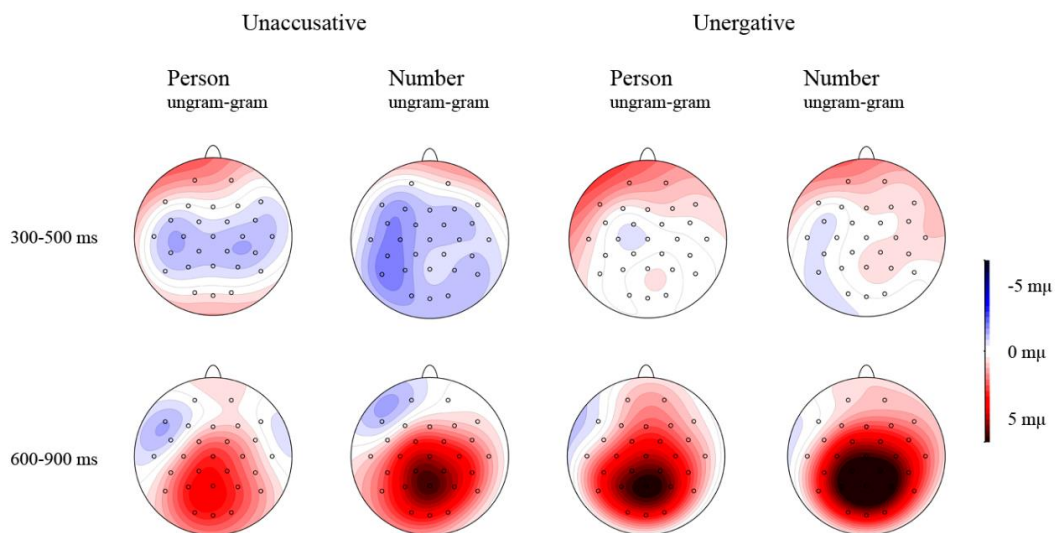 Unaccusative Unergative
Person Number Person Number
ungram-gram ungram-gram ungram-gram ungram-gram
300-500 ms
-5 mµ
0 mµ
5 mµ
600-900 ms